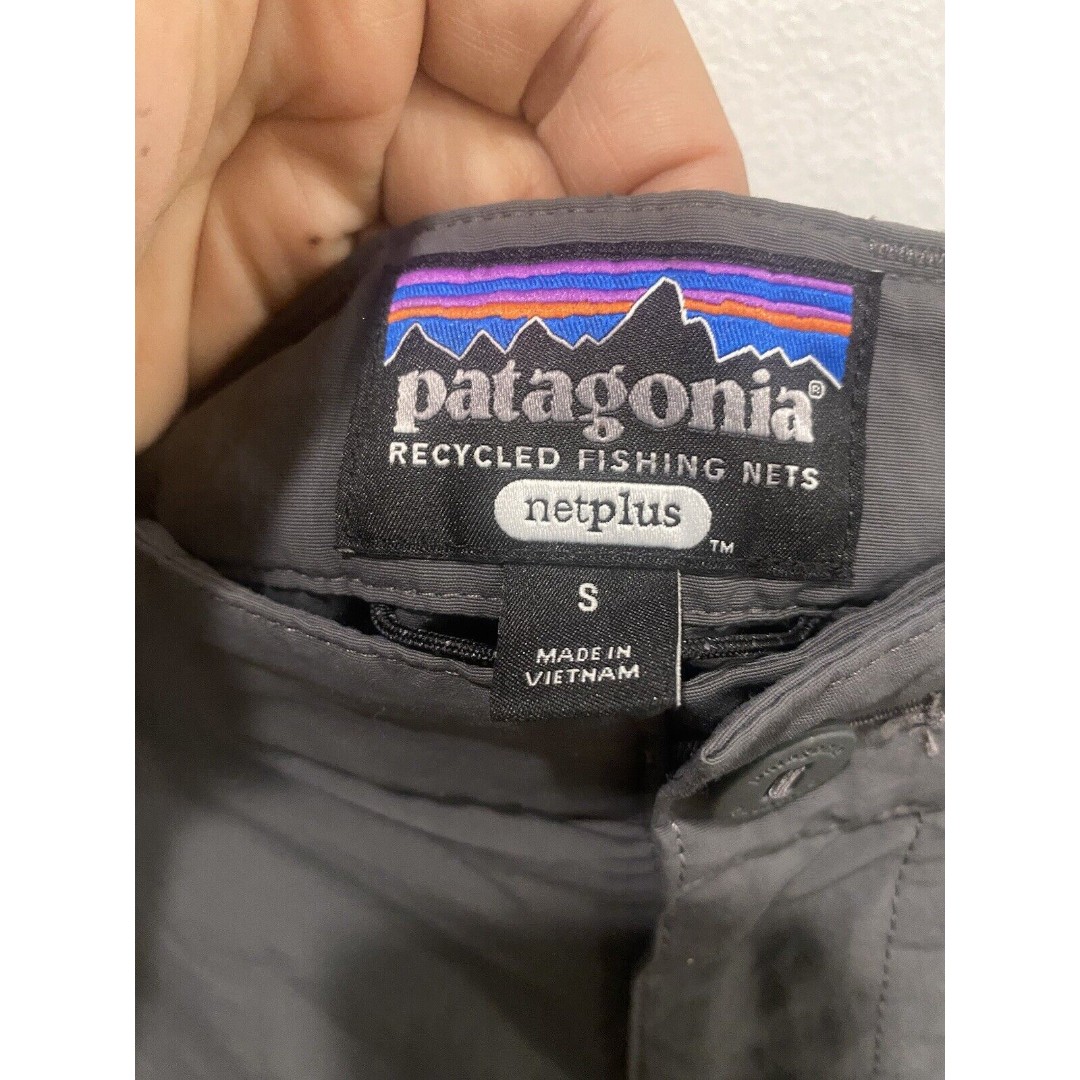 patagonia®
RECYCLED FISHING NETS
netplus
™
S
MADE IN
VIETNAM